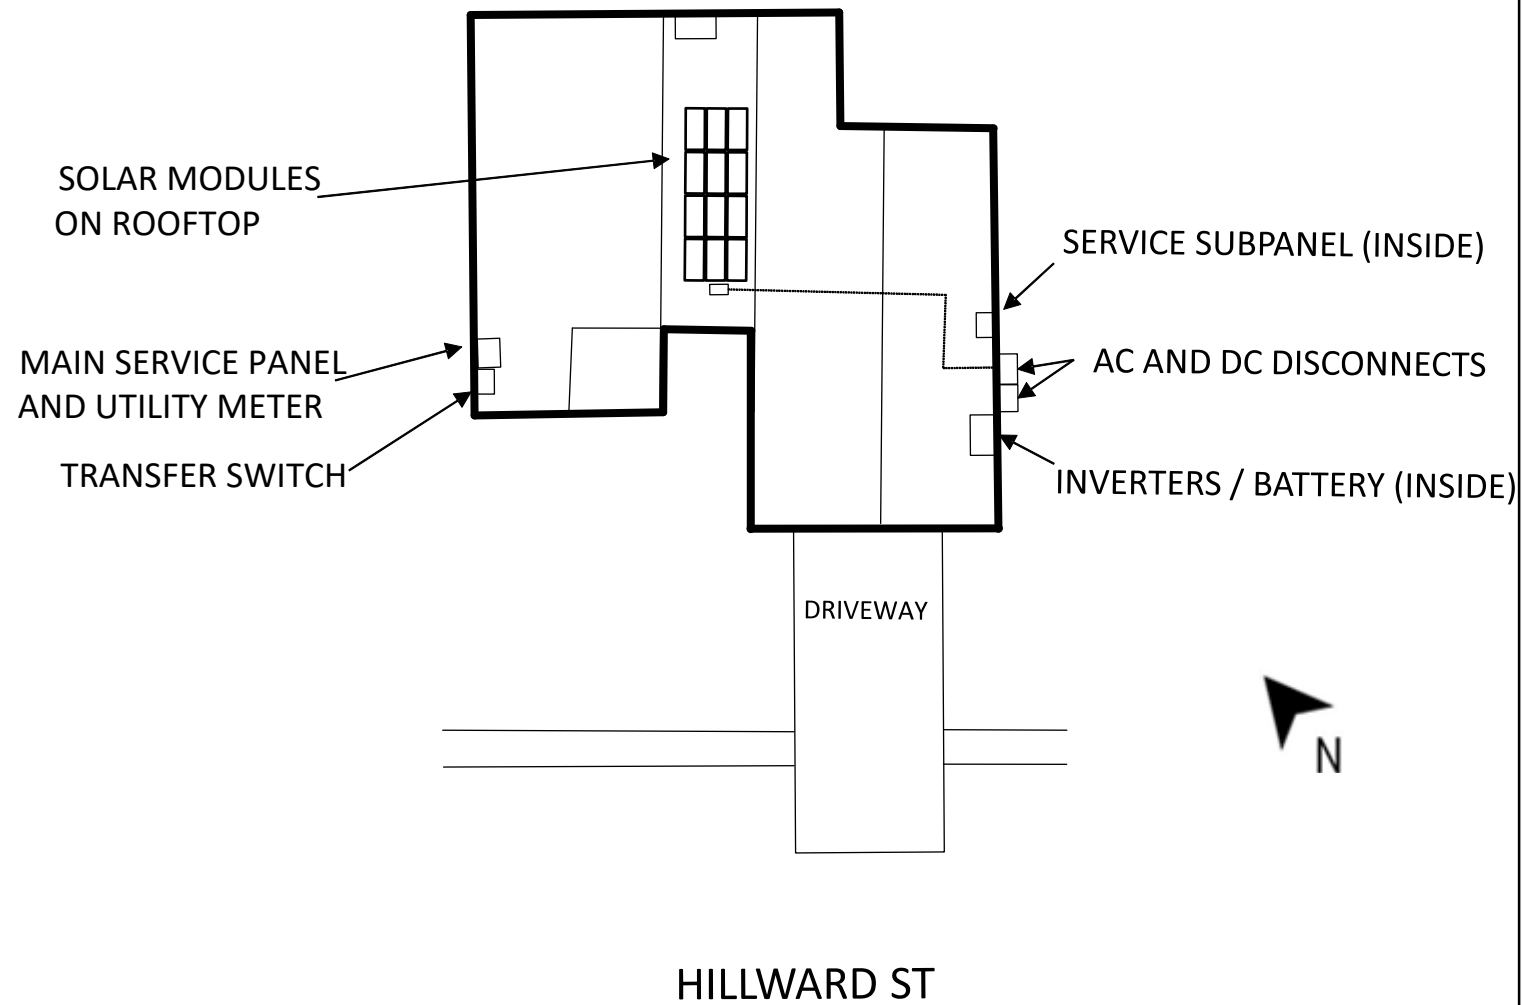 SOLAR MODULES
ON ROOFTOP
SERVICE SUBPANEL (INSIDE)
MAIN SERVICE PANEL
AND UTILITY METER
AC AND DC DISCONNECTS
TRANSFER SWITCH
INVERTERS / BATTERY (INSIDE)
DRIVEWAY
N
HILLWARD ST